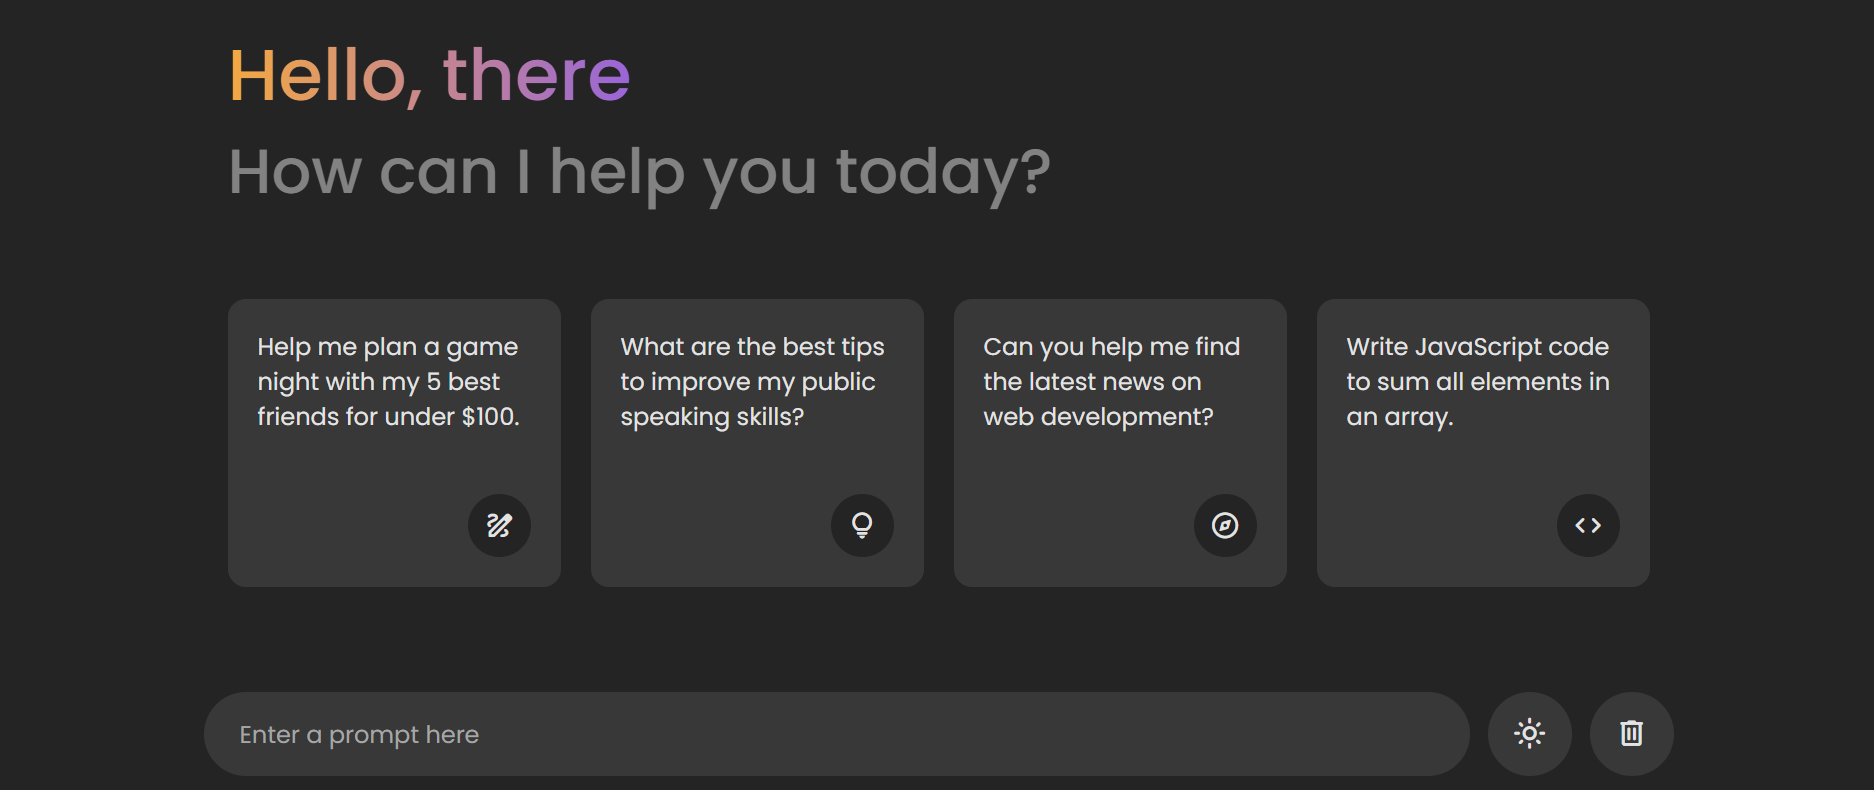 Hello, there
How can I help you today?
Help me plan a game
night with my 5 best
friends for under $100.
What are the best tips
to improve my public
speaking skills?
Can you help me find
the latest news on
web development?
Write JavaScript code
to sum all elements in
an array.
Enter a prompt here